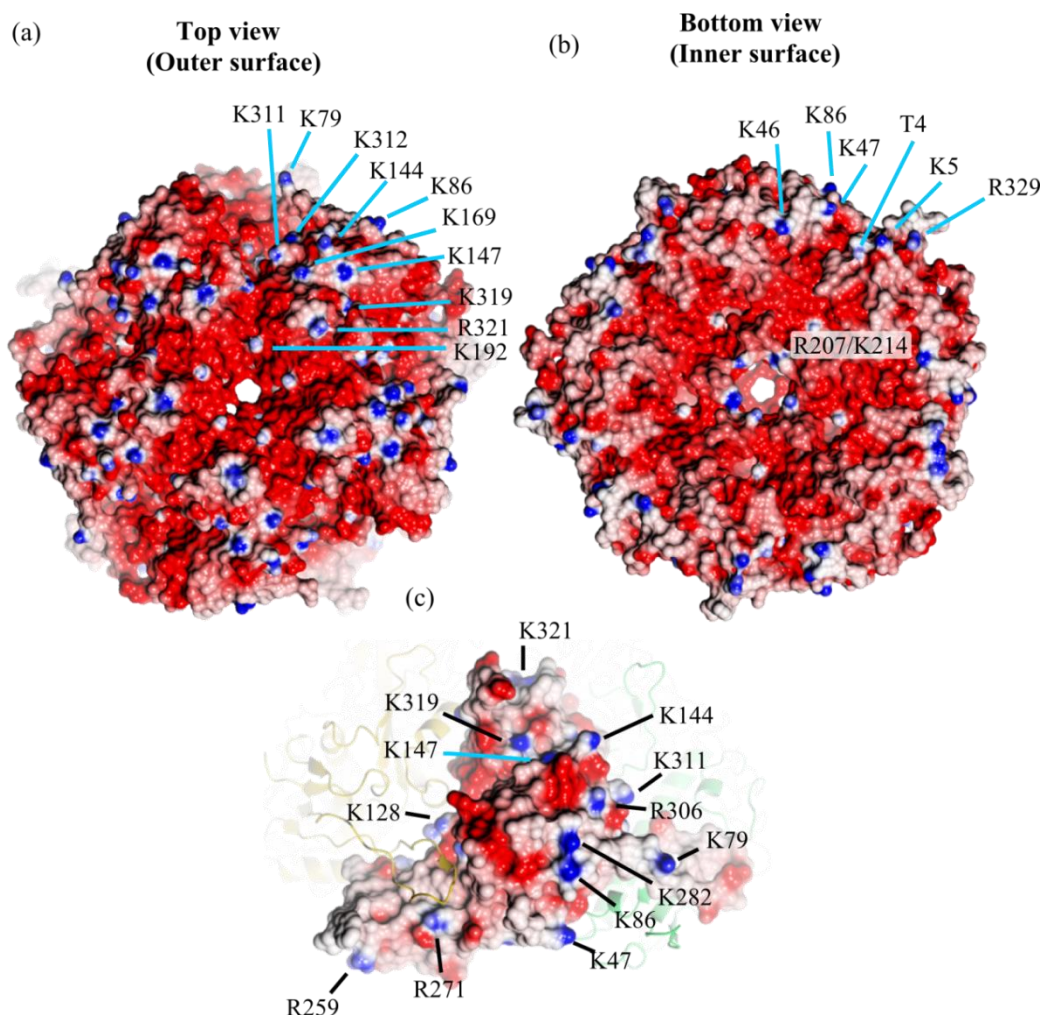 (a)
Top view
(Outer surface)
K311
K79
K312
K144
K86
K169
K147
K319
R321
K192
(b)
Bottom view
(Inner surface)
K46
K86
K47
T4
K5
R329
R207/K214
(c)
K321
K319
K144
K147
K311
K128
R306
K79
K282
K86
K47
R271
R259